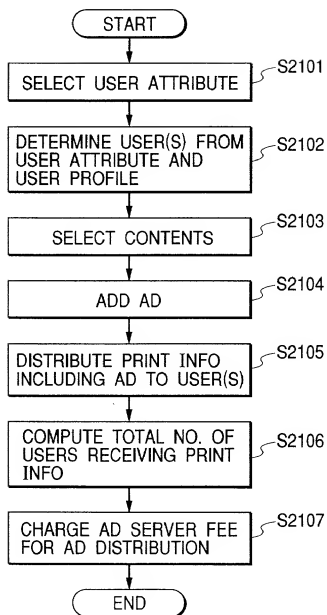 START
SELECT USER ATTRIBUTE
S2101
DETERMINE USER(S) FROM
USER ATTRIBUTE AND
USER PROFILE
S2102
SELECT CONTENTS
S2103
ADD AD
S2104
DISTRIBUTE PRINT INFO
INCLUDING AD TO USER(S)
S2105
COMPUTE TOTAL NO. OF
USERS RECEIVING PRINT
INFO
S2106
CHARGE AD SERVER FEE
FOR AD DISTRIBUTION
S2107
END